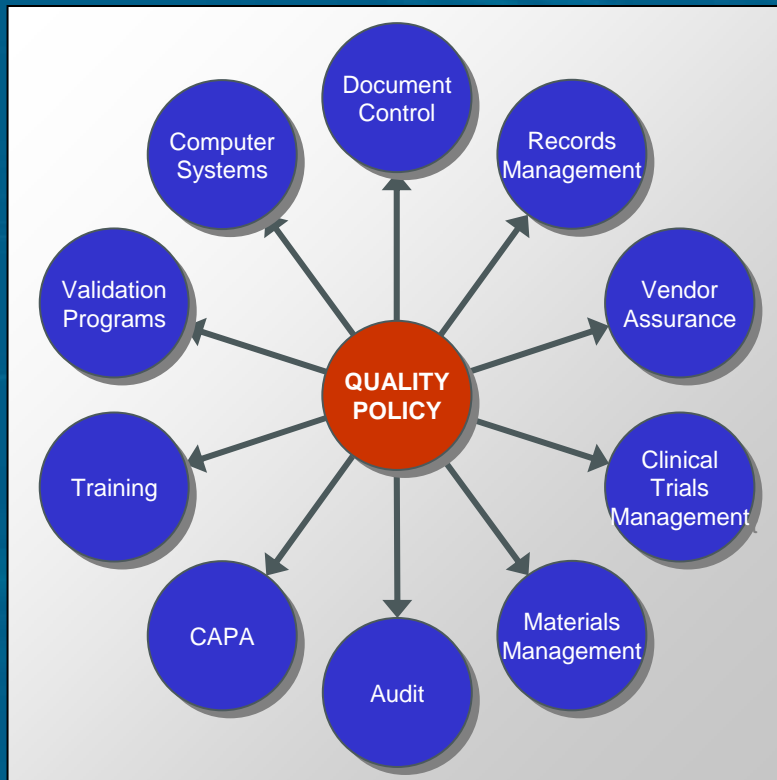 Document
Control
Records
Management
Vendor
Assurance
Clinical
Trials
Management
Materials
Management
Audit
CAPA
Training
Validation
Programs
Computer
Systems
QUALITY
POLICY